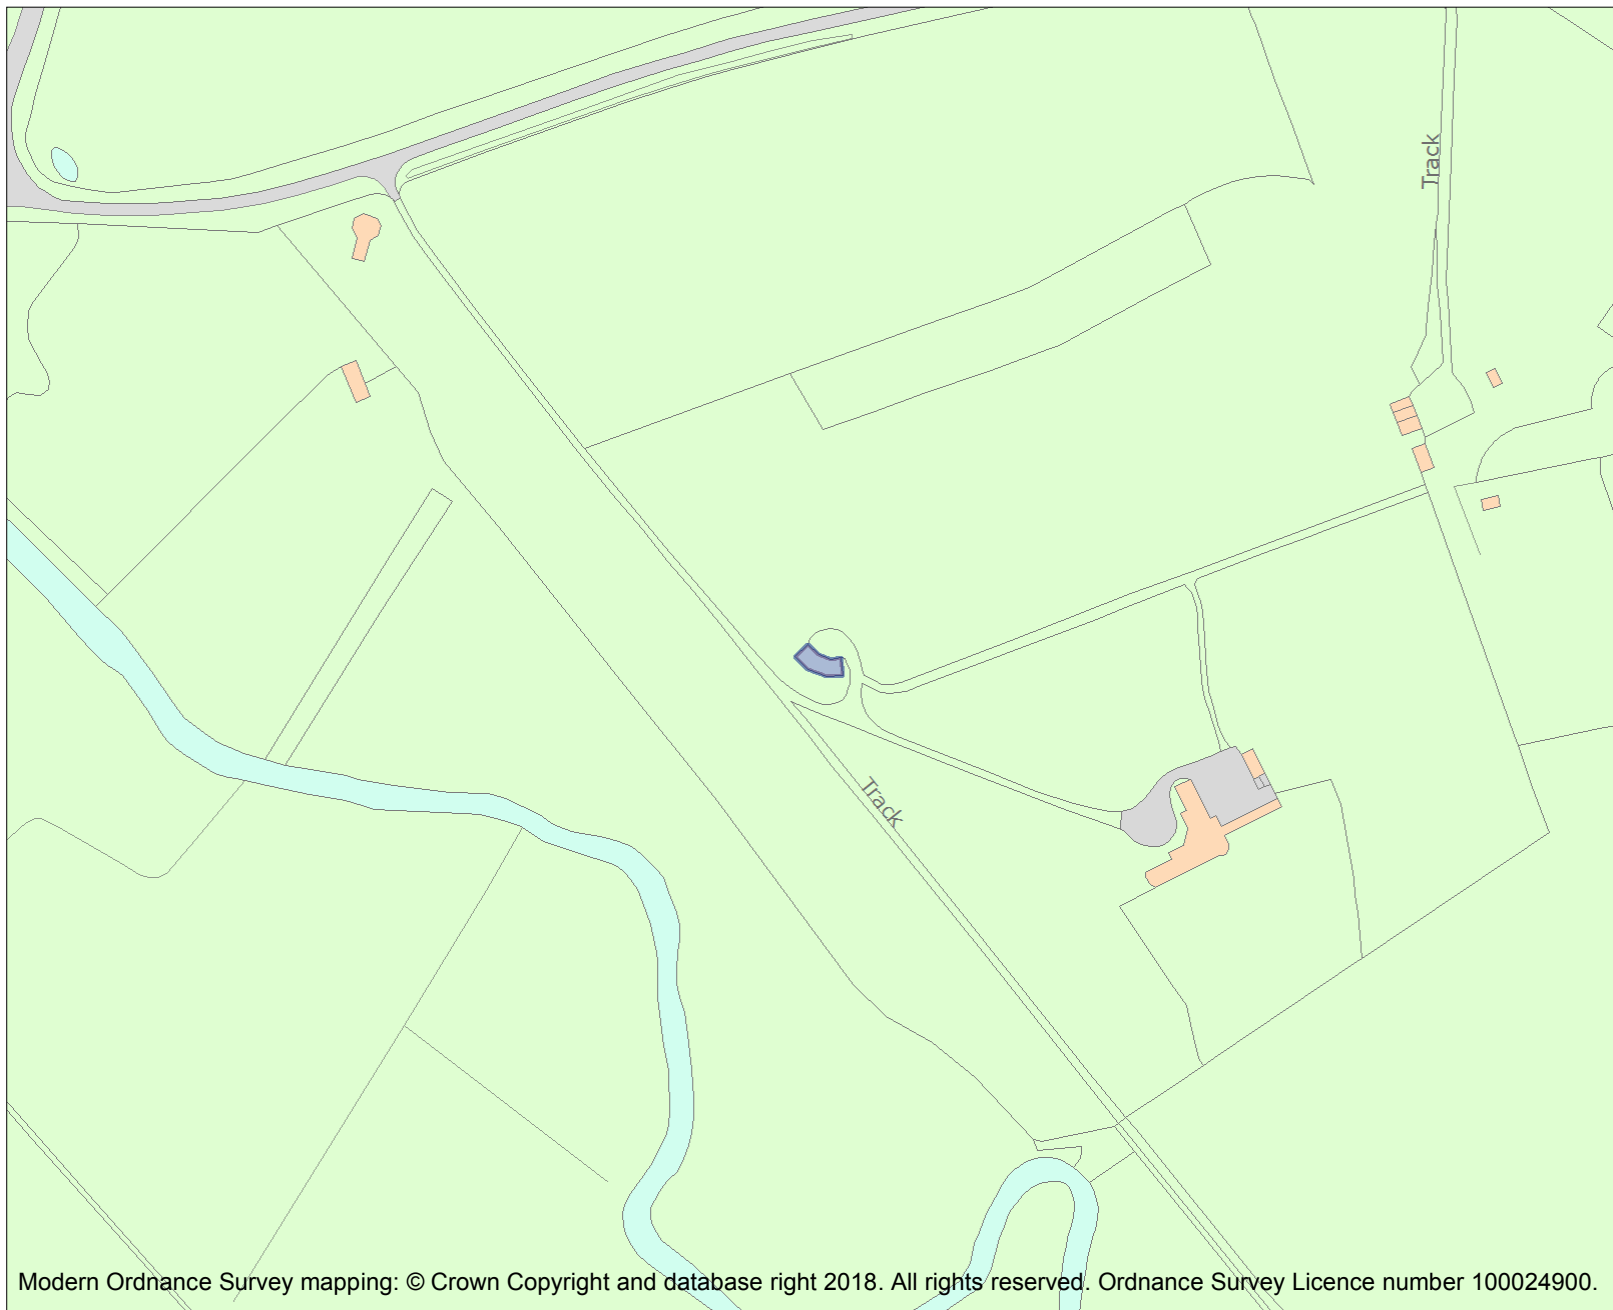 Track
Track
Modern Ordnance Survey mapping: © Crown Copyright and database right 2018. All rights reserved. Ordnance Survey Licence number 100024900.